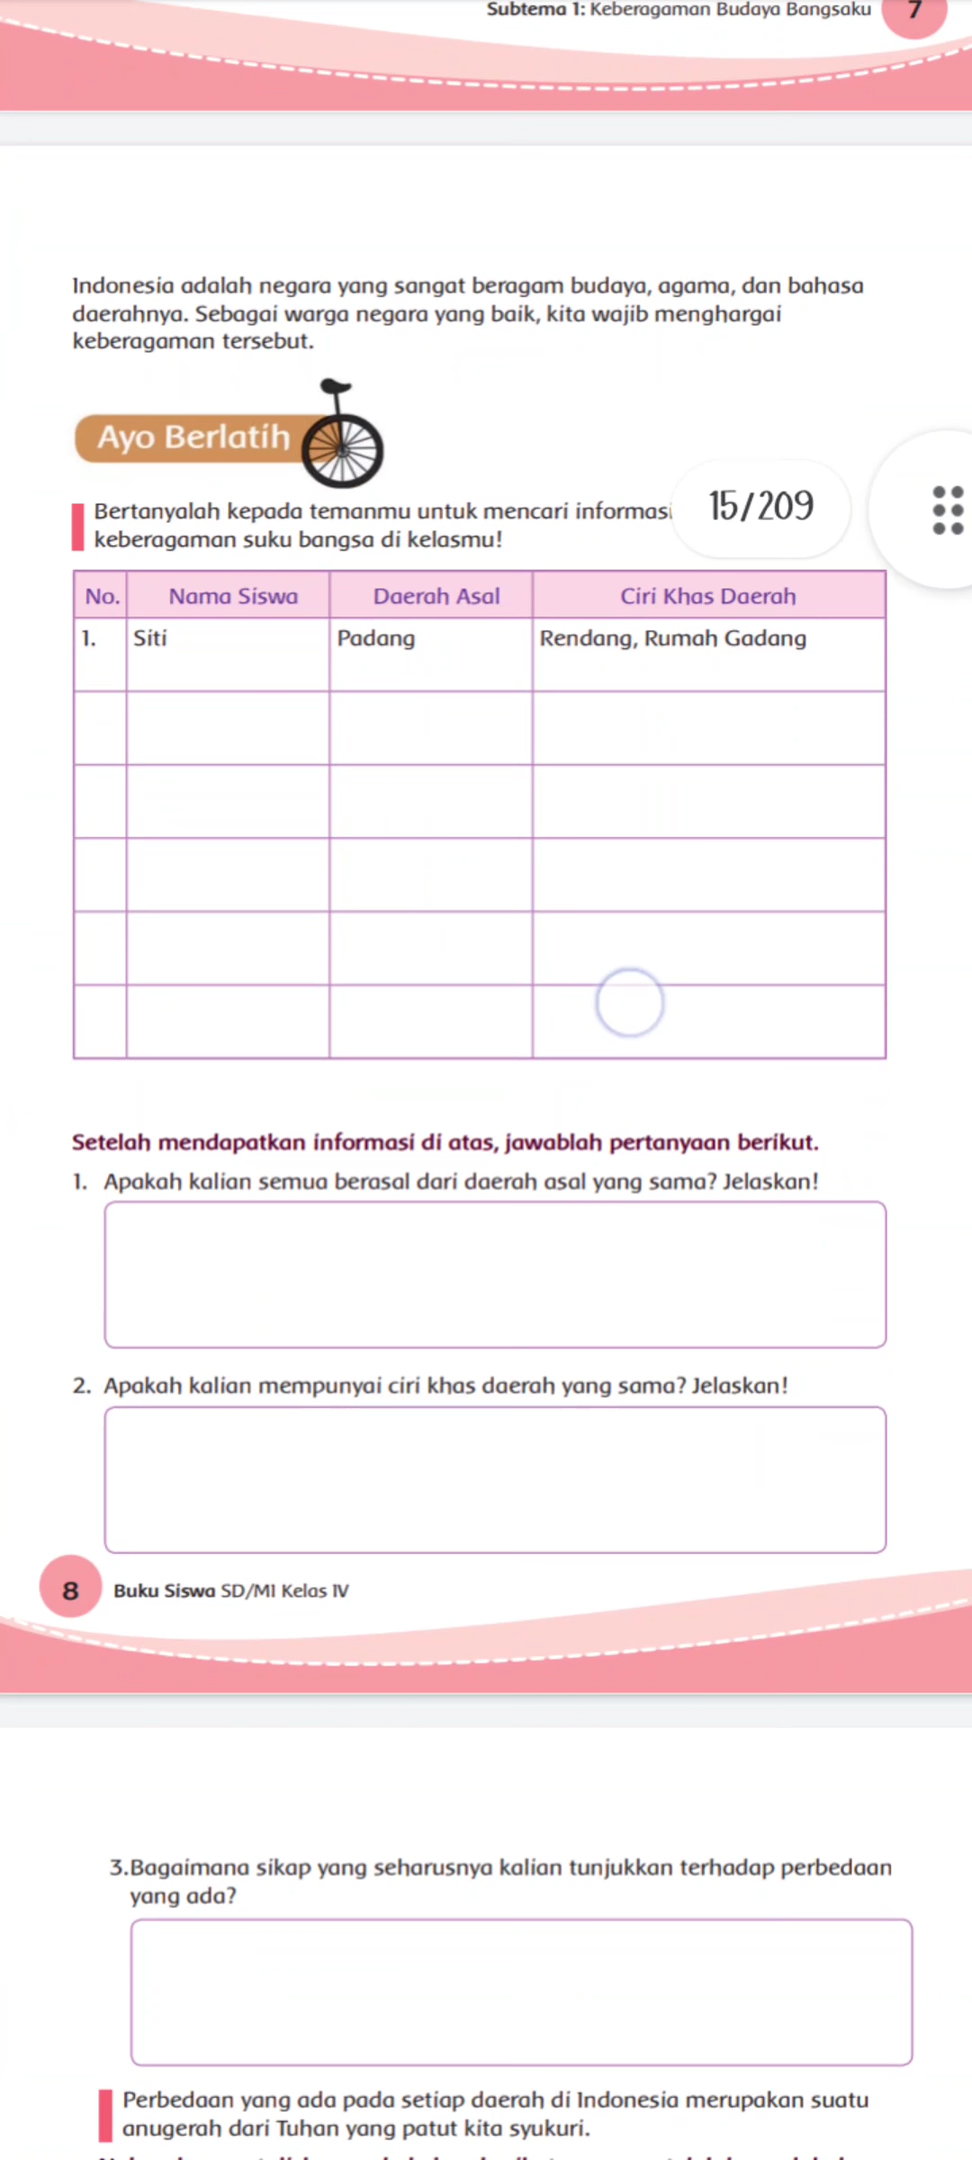 Subtema 1: Keberagaman Budaya Bangsaku 7
Indonesia adalah negara yang sangat beragam budaya, agama, dan bahasa
daerahnya. Sebagai warga negara yang baik, kita wajib menghargai
keberagaman tersebut.
Ayo Berlatih
Bertanyalah kepada temanmu untuk mencari informasi
keberagaman suku bangsa di kelasmu!
15/209
No. Nama Siswa Daerah Asal Ciri Khas Daerah
1. Siti Padang Rendang, Rumah Gadang
Setelah mendapatkan informasi di atas, jawablah pertanyaan berikut.
1. Apakah kalian semua berasal dari daerah asal yang sama? Jelaskan!
2. Apakah kalian mempunyai ciri khas daerah yang sama? Jelaskan!
8 Buku Siswa SD/MI Kelas IV
3.Bagaimana sikap yang seharusnya kalian tunjukkan terhadap perbedaan
yang ada?
Perbedaan yang ada pada setiap daerah di Indonesia merupakan suatu
anugerah dari Tuhan yang patut kita syukuri.